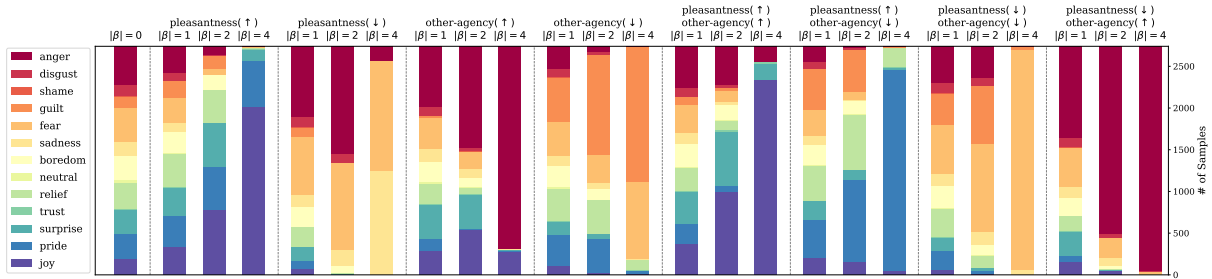 pleasantness(↑) pleasantness(↓) other-agency(↑) other-agency(↓) pleasantness(↑) pleasantness(↑) pleasantness(↓) pleasantness(↓)
other-agency(↑) other-agency(↓) other-agency(↓) other-agency(↑)
|β| = 0 |β| = 1 |β| = 2 |β| = 4 |β| = 1 |β| = 2 |β| = 4 |β| = 1 |β| = 2 |β| = 4 |β| = 1 |β| = 2 |β| = 4 |β| = 1 |β| = 2 |β| = 4 |β| = 1 |β| = 2 |β| = 4 |β| = 1 |β| = 2 |β| = 4 |β| = 1 |β| = 2 |β| = 4
anger
disgust
shame
guilt
fear
sadness
boredom
neutral
relief
trust
surprise
pride
joy
2500
2000
1500
1000
500
0
# of Samples